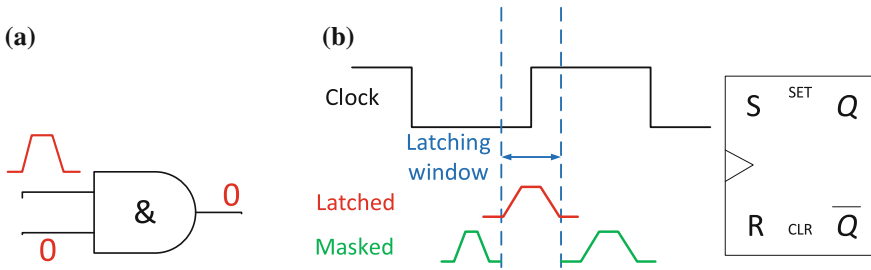 (a)
0
&
0
(b)
Clock
Latching
window
Latched
Masked
S SET Q
R CLR Q̅